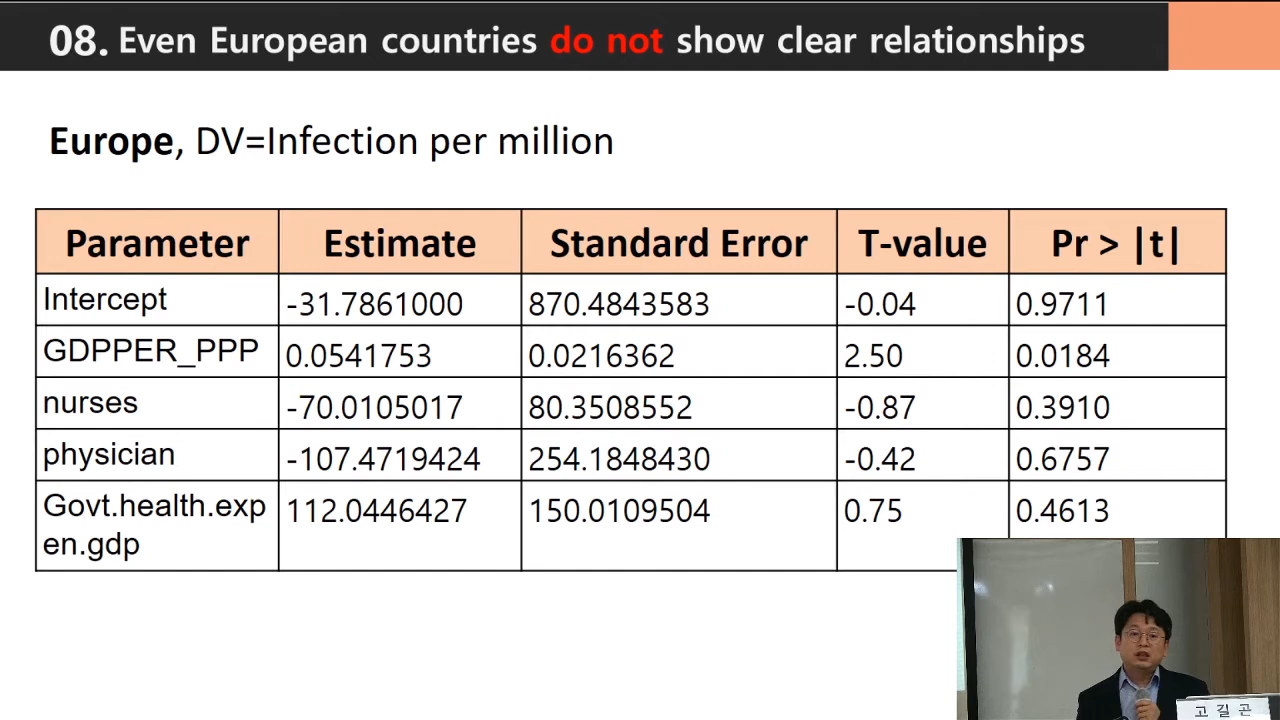 08. Even European countries do not show clear relationships
Europe, DV=Infection per million
Parameter Estimate Standard Error T-value Pr > |t|
Intercept -31.7861000 870.4843583 -0.04 0.9711
GDPPER_PPP 0.0541753 0.0216362 2.50 0.0184
nurses -70.0105017 80.3508552 -0.87 0.3910
physician -107.4719424 254.1848430 -0.42 0.6757
Govt.health.exp 112.0446427 150.0109504 0.75 0.4613
en.gdp
고 길 곤